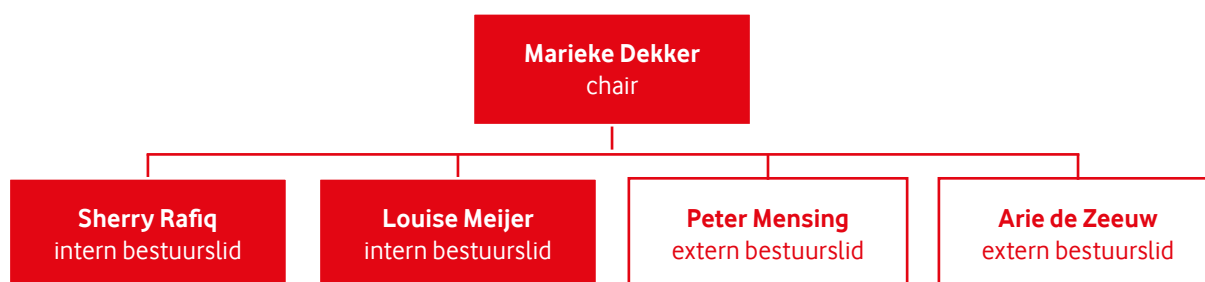 Marieke Dekker
chair
Sherry Rafiq
intern bestuurslid
Louise Meijer
intern bestuurslid
Peter Mensing
extern bestuurslid
Arie de Zeeuw
extern bestuurslid